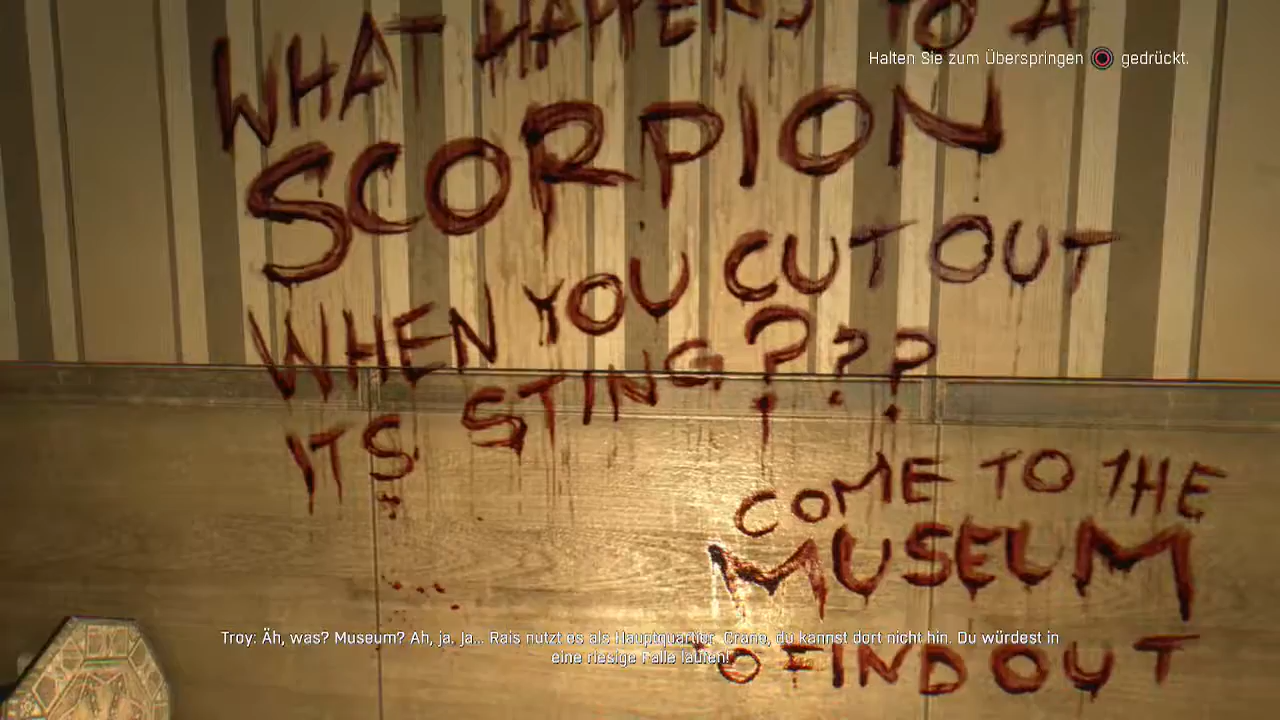 WHAT HAPPENS TO A
Halten Sie zum Überspringen gedrückt.
SCORPION
WHEN YOU CUT OUT
ITS STING???
COME TO THE
MUSEUM
TO FIND OUT
Troy: Äh, was? Museum? Ah, ja, ja... Rais nutzt es als Hauptquartier. Crane, du kannst dort nicht hin. Du würdest in
eine riesige Falle laufen!